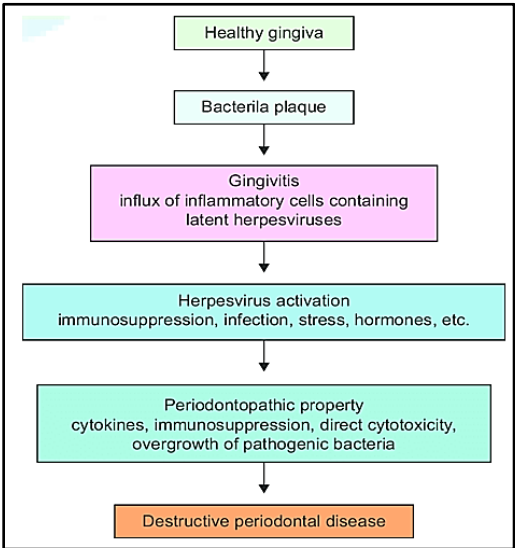 Healthy gingiva
Bacterila plaque
Gingivitis
influx of inflammatory cells containing
latent herpesviruses
Herpesvirus activation
immunosuppression, infection, stress, hormones, etc.
Periodontopathic property
cytokines, immunosuppression, direct cytotoxicity,
overgrowth of pathogenic bacteria
Destructive periodontal disease